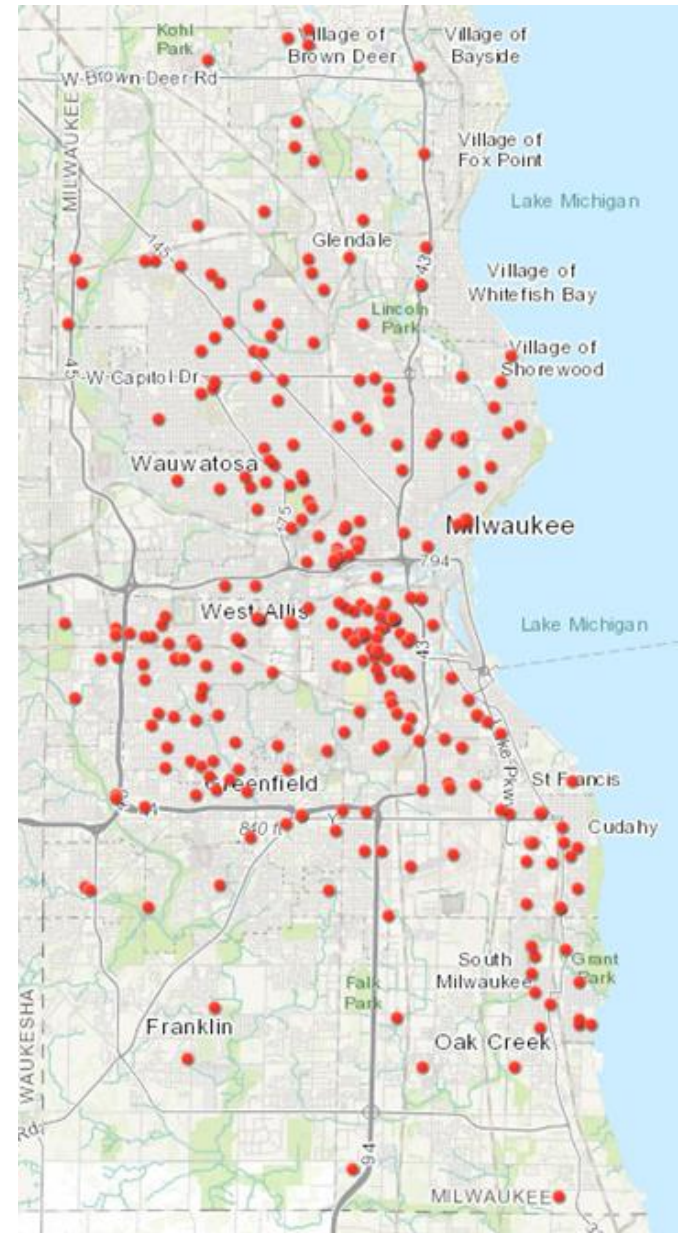 Kohl
Park
Village of
Brown Deer
Village of
Bayside
W Brown Deer Rd
MILWAUKEE
Village of
Fox Point
Lake Michigan
145
Glendale
43
Village of
Whitefish Bay
Lincoln
Park
Village of
Shorewood
45
W Capitol Dr
Wauwatosa
175
Milwaukee
794
West Allis
Lake Michigan
43
Lake Pkwy
St Francis
Greenfield
840 ft
Cudahy
South
Milwaukee
Grant
Park
Falk
Park
Franklin
Oak Creek
WAUKESHA
Rd
94
MILWAUKEE